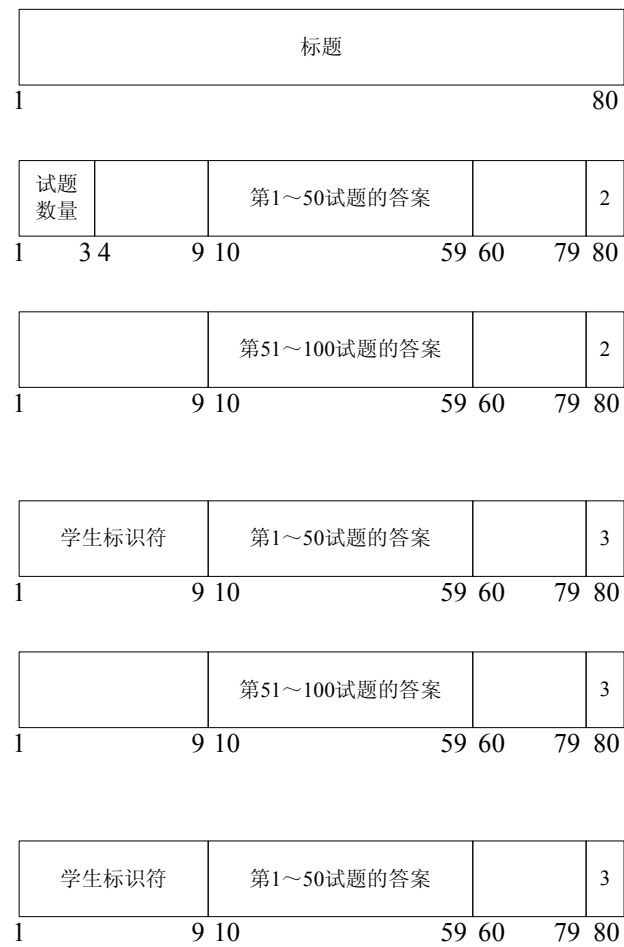 标题
1 80
试题
数量 第1～50试题的答案 2
1 3 4 9 10 59 60 79 80
第51～100试题的答案 2
1 9 10 59 60 79 80
学生标识符 第1～50试题的答案 3
1 9 10 59 60 79 80
第51～100试题的答案 3
1 9 10 59 60 79 80
学生标识符 第1～50试题的答案 3
1 9 10 59 60 79 80